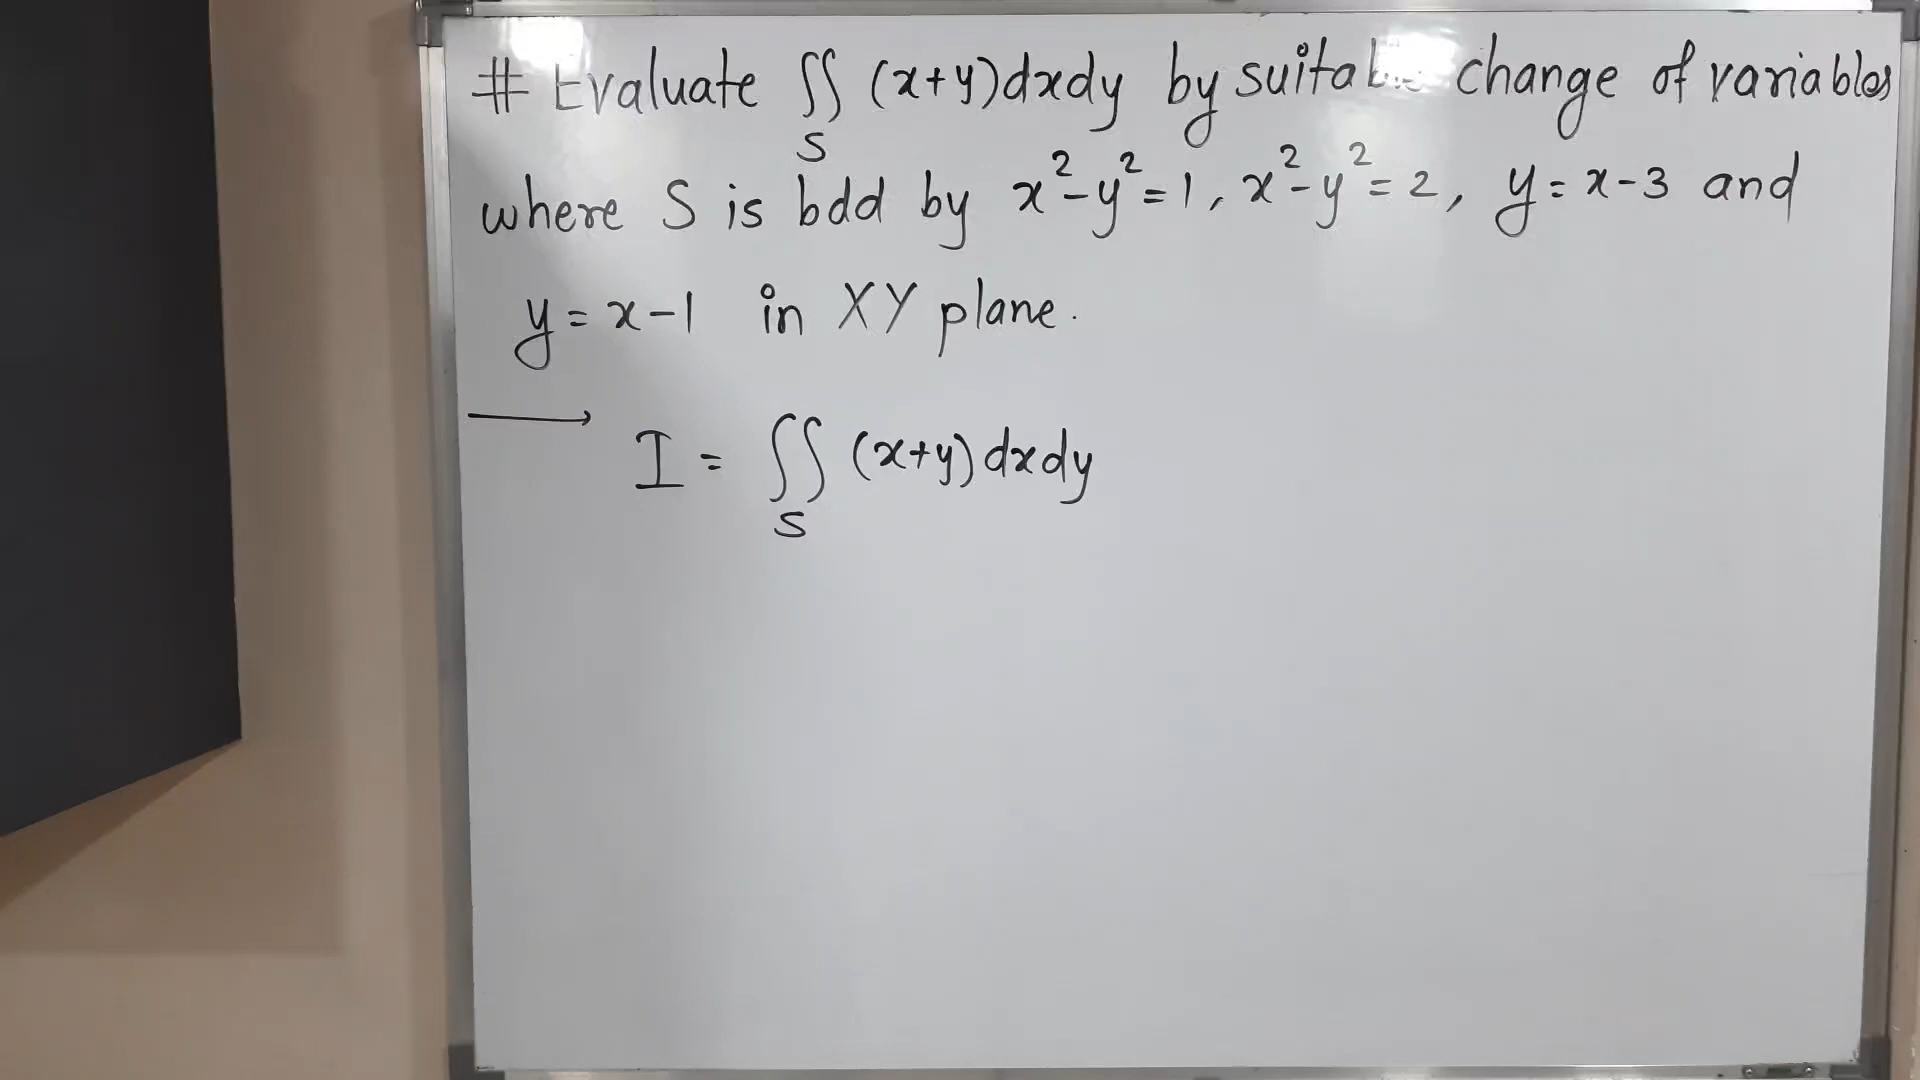 # Evaluate ∬_S (x+y)dxdy by change of variables
where S is bdd by x²-y²=1, x²-y²=2, y=x-3 and
y=x-1 in XY plane.
→ I = ∬_S (x+y)dxdy